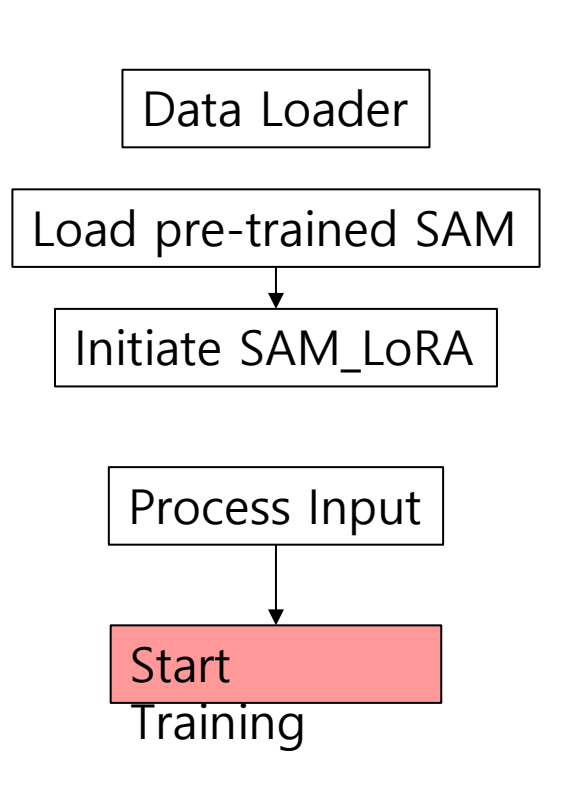 Data Loader
Load pre-trained SAM
Initiate SAM_LoRA
Process Input
Start
Training